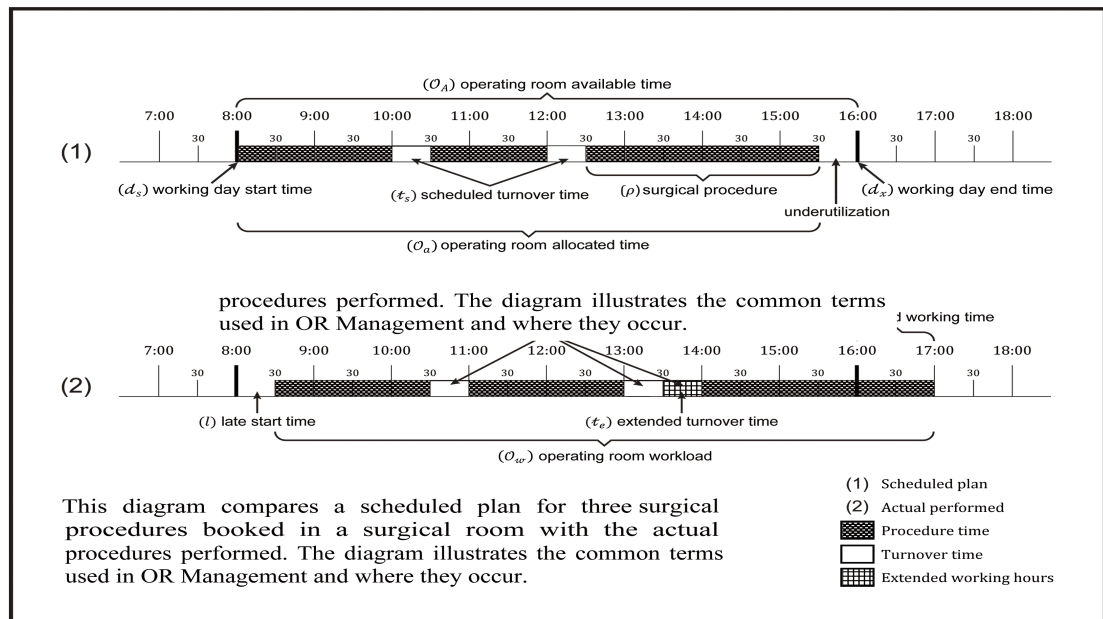 (𝒪_A) operating room available time
7:00 8:00 9:00 10:00 11:00 12:00 13:00 14:00 15:00 16:00 17:00 18:00
30 30 30 30 30 30 30 30 30 30 30
(1)
(d_s) working day start time
(t_s) scheduled turnover time
(ρ) surgical procedure
(d_x) working day end time
underutilization
(𝒪_a) operating room allocated time
procedures performed. The diagram illustrates the common terms
used in OR Management and where they occur.
working time
7:00 8:00 9:00 10:00 11:00 12:00 13:00 14:00 15:00 16:00 17:00 18:00
30 30 30 30 30 30 30 30 30 30 30
(2)
(l) late start time
(t_e) extended turnover time
(𝒪_w) operating room workload
This diagram compares a scheduled plan for three surgical
procedures booked in a surgical room with the actual
procedures performed. The diagram illustrates the common terms
used in OR Management and where they occur.
(1) Scheduled plan
(2) Actual performed
Procedure time
Turnover time
Extended working hours